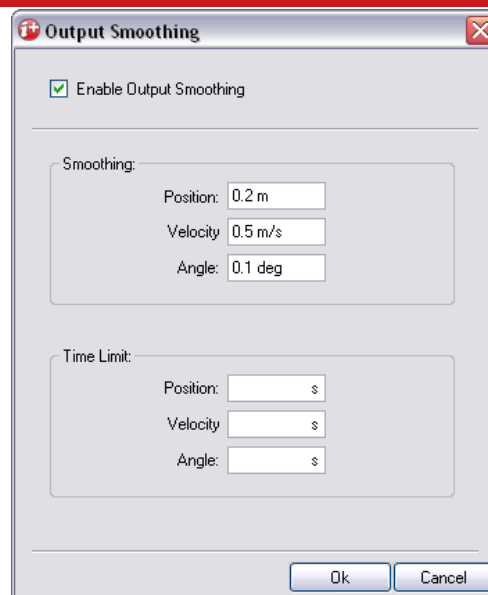 Output Smoothing
Enable Output Smoothing
Smoothing:
Position: 0.2 m
Velocity 0.5 m/s
Angle: 0.1 deg
Time Limit:
Position: s
Velocity s
Angle: s
Ok Cancel